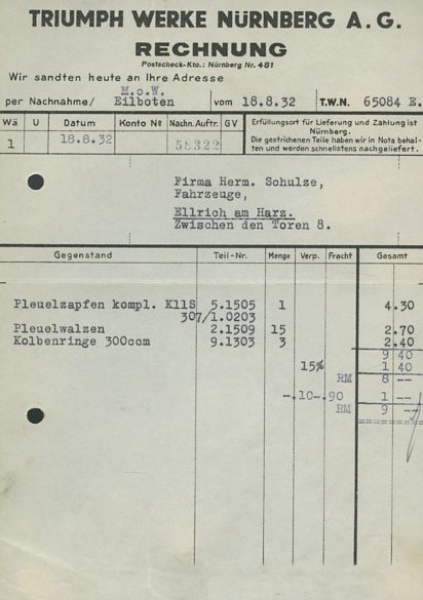 TRIUMPH WERKE NÜRNBERG A. G.
RECHNUNG
Postscheck-Kto.: Nürnberg Nr. 481
Wir sandten heute an Ihre Adresse
M.o.W.
per Nachnahme/ Eilboten vom 18.8.32 T.W.N. 65084 E.
Wä U Datum Konto № Nachn.Auftr. GV
1 18.8.32 58322
Erfüllungsort für Lieferung und Zahlung ist
Nürnberg.
Die gestrichenen Teile haben wir in Nota behal-
ten und werden schnellstens nachgeliefert.
Firma Herm. Schulze,
Fahrzeuge,
Ellrich am Harz.
Zwischen den Toren 8.
Gegenstand Teil-Nr. Menge Verp. Fracht Gesamt
Pleuelzapfen kompl. K11S 5.1505 1 4.30
307/1.0203
Pleuelwalzen 2.1509 15 2.70
Kolbenringe 300ccm 9.1303 3 2.40
9 40
15% 1 40
RM 8 --
-.10 -.90 1 --
RM 9 --